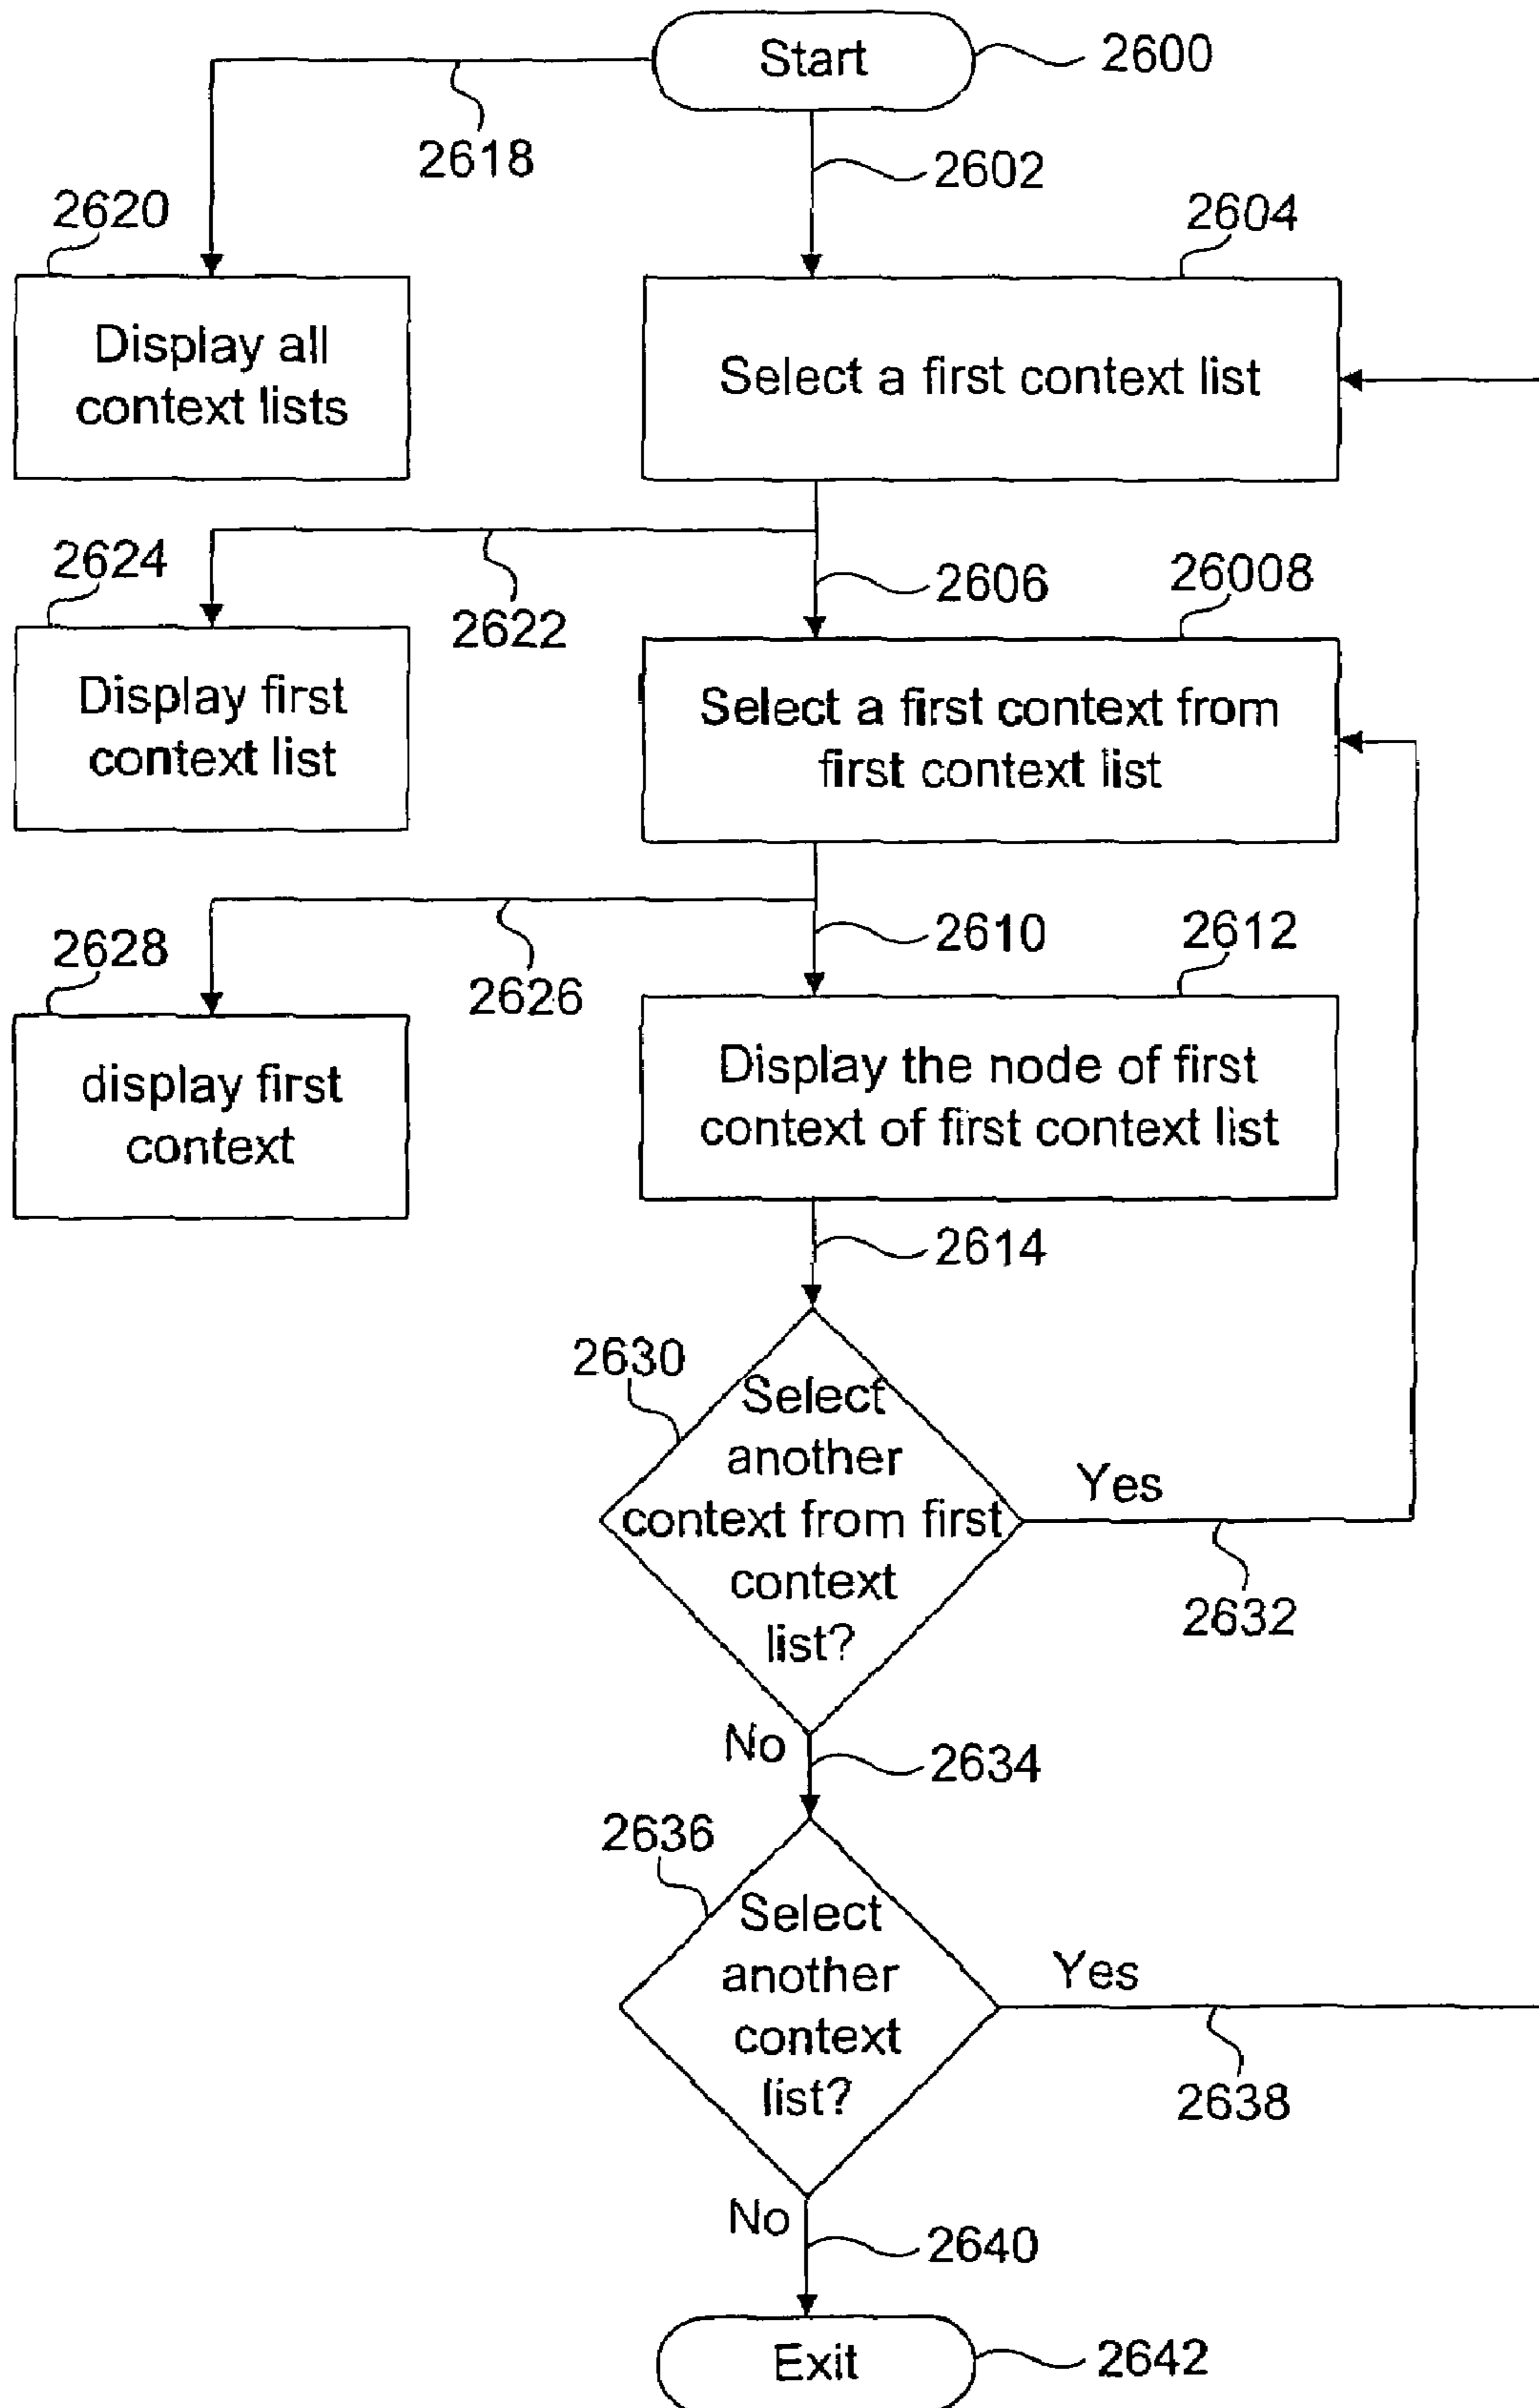 Start
2600
2618
2602
2620
2604
Display all
context lists
Select a first context list
2624
2622
2606
26008
Display first
context list
Select a first context from
first context list
2628
2626
2610
2612
display first
context
Display the node of first
context of first context list
2614
2630
Select
another
context from first
context
list?
Yes
2632
No
2634
2636
Select
another
context
list?
Yes
2638
No
2640
Exit
2642